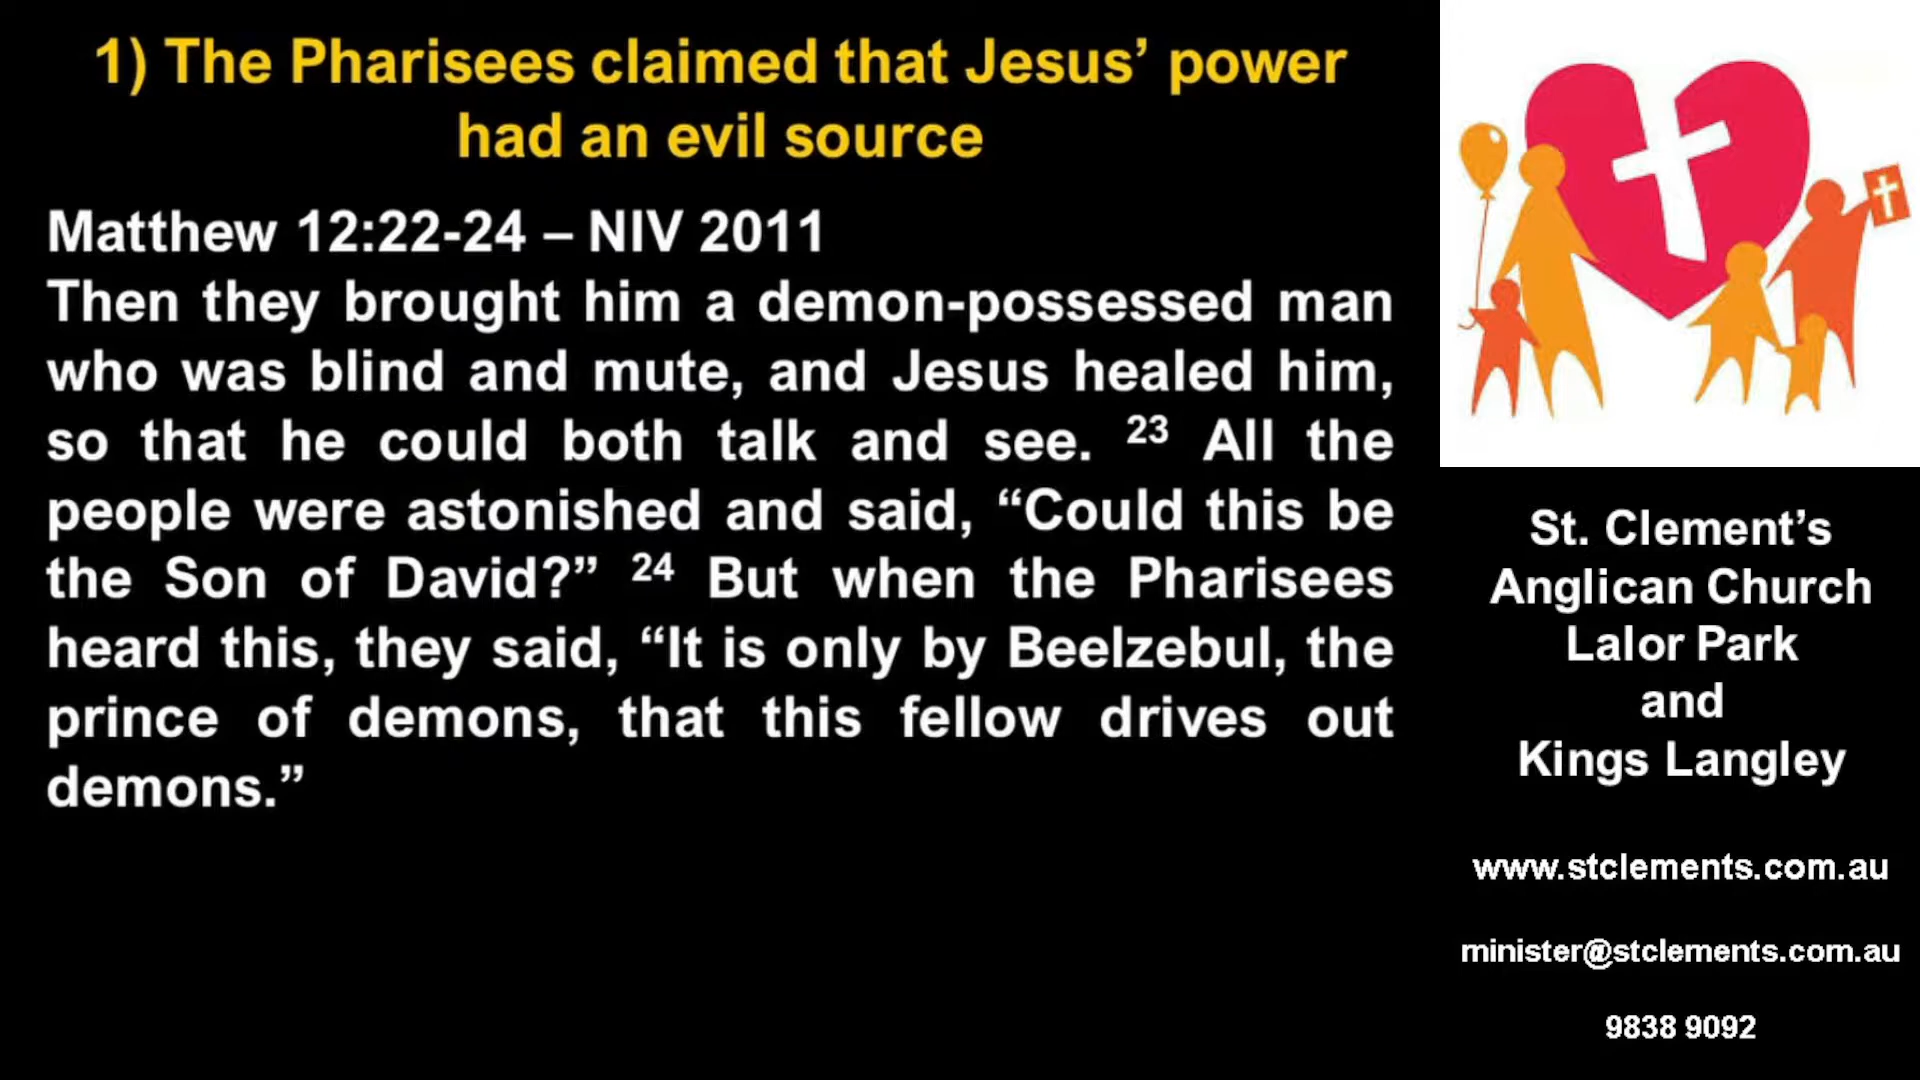 1) The Pharisees claimed that Jesus’ power
had an evil source
Matthew 12:22-24 – NIV 2011
Then they brought him a demon-possessed man
who was blind and mute, and Jesus healed him,
so that he could both talk and see. 23 All the
people were astonished and said, “Could this be
the Son of David?” 24 But when the Pharisees
heard this, they said, “It is only by Beelzebul, the
prince of demons, that this fellow drives out
demons.”
St. Clement’s
Anglican Church
Lalor Park
and
Kings Langley
www.stclements.com.au
minister@stclements.com.au
9838 9092